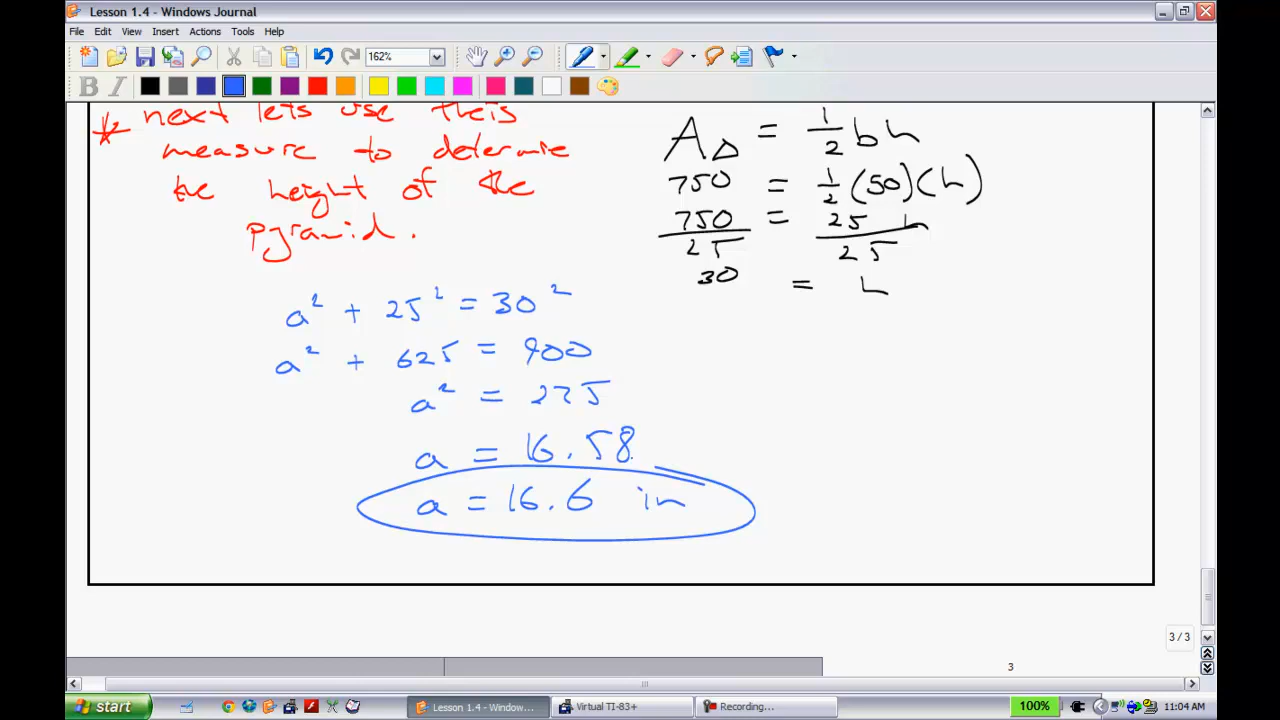 Lesson 1.4 - Windows Journal
File Edit View Insert Actions Tools Help
162%
B I
next lets use theis
measure to determine
the height of the
pyramid.
A△ = 1/2 bh
750 = 1/2 (50)(h)
750/25 = 25 h/25
30 = h
a² + 25² = 30²
a² + 625 = 900
a² = 275
a = 16.58
a = 16.6 in
3/3
3
start
Lesson 1.4 - Window...
Virtual TI-83+
Recording...
100%
11:04 AM